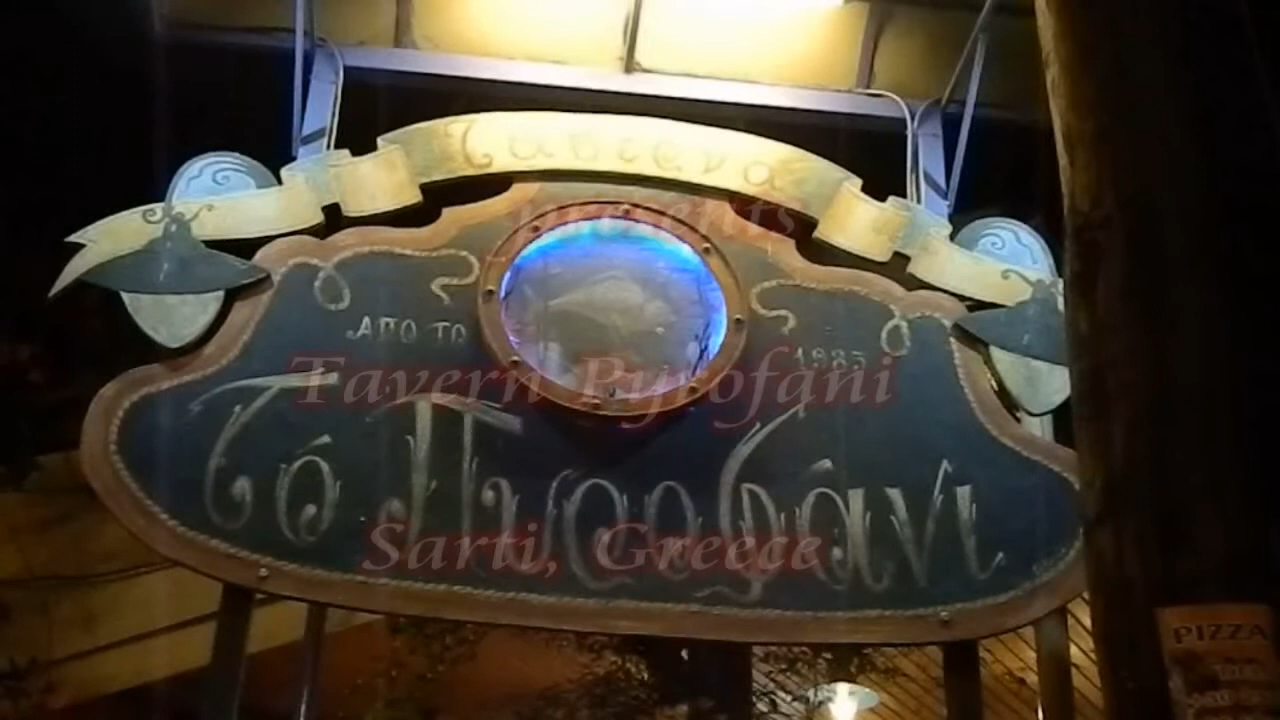 Ταβέρνα
presents
ΑΠΟ ΤΟ 1985
Tavern Pyrofani
Το Πυροφάνι
Sarti, Greece
PIZZA